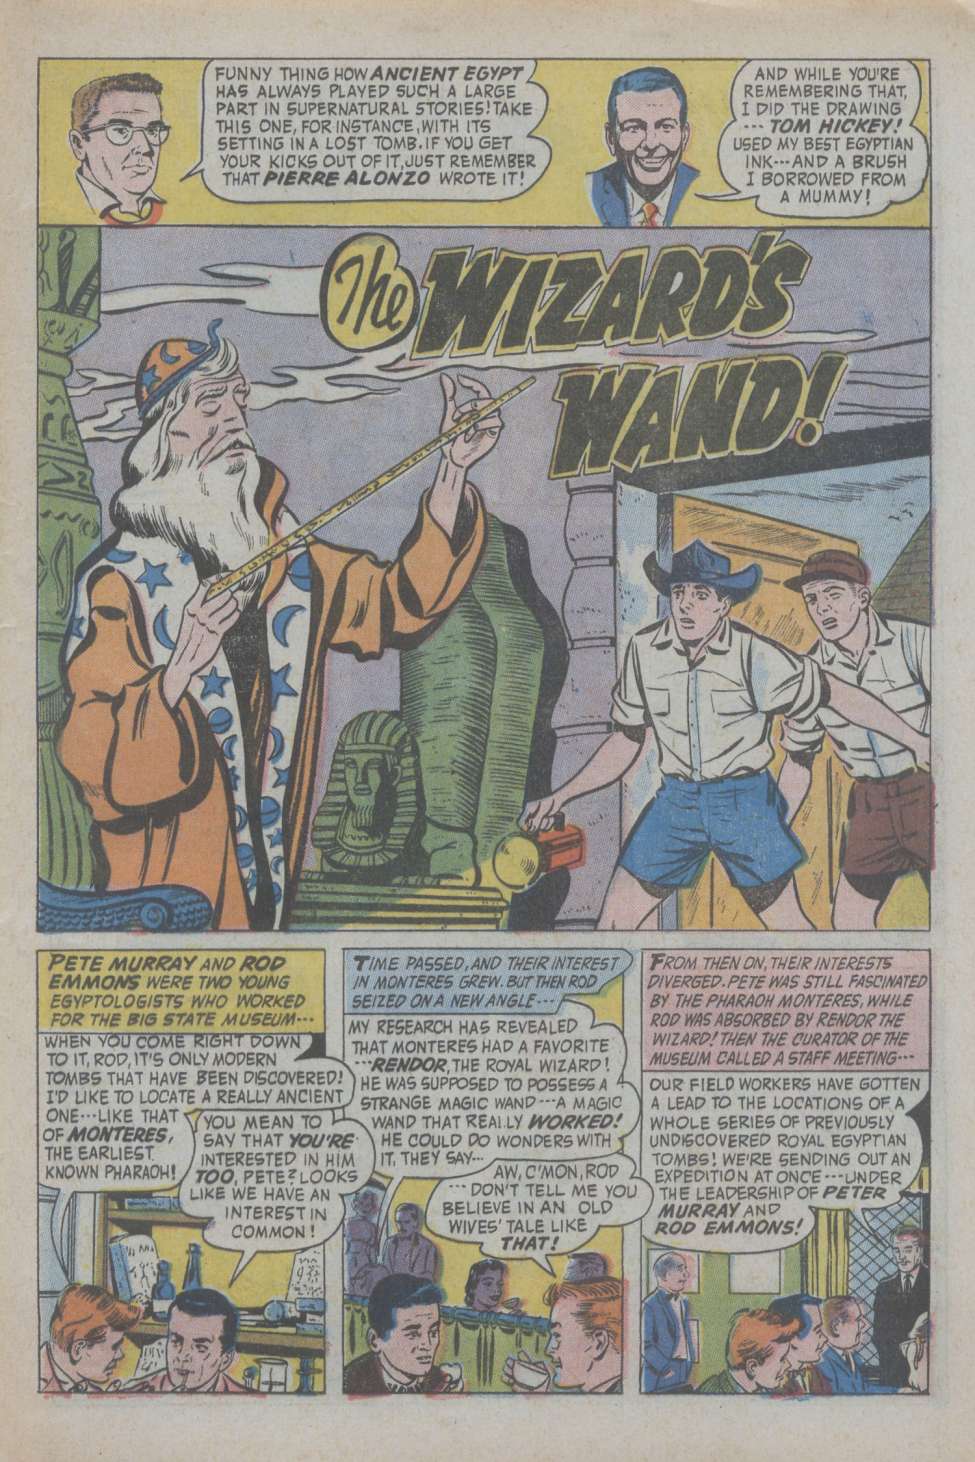 FUNNY THING HOW ANCIENT EGYPT
HAS ALWAYS PLAYED SUCH A LARGE
PART IN SUPERNATURAL STORIES! TAKE
THIS ONE, FOR INSTANCE, WITH ITS
SETTING IN A LOST TOMB. IF YOU GET
YOUR KICKS OUT OF IT, JUST REMEMBER
THAT PIERRE ALONZO WROTE IT!
AND WHILE YOU'RE
REMEMBERING THAT,
I DID THE DRAWING
--- TOM HICKEY!
USED MY BEST EGYPTIAN
INK---AND A BRUSH
I BORROWED FROM
A MUMMY!
The WIZARD'S
WAND!
PETE MURRAY AND ROD
EMMONS WERE TWO YOUNG
EGYPTOLOGISTS WHO WORKED
FOR THE BIG STATE MUSEUM---
WHEN YOU COME RIGHT DOWN
TO IT, ROD, IT'S ONLY MODERN
TOMBS THAT HAVE BEEN DISCOVERED!
I'D LIKE TO LOCATE A REALLY ANCIENT
ONE---LIKE THAT
OF MONTERES,
THE EARLIEST
KNOWN PHARAOH!
YOU MEAN TO
SAY THAT YOU'RE
INTERESTED IN HIM
TOO, PETE? LOOKS
LIKE WE HAVE AN
INTEREST IN
COMMON!
TIME PASSED, AND THEIR INTEREST
IN MONTERES GREW. BUT THEN ROD
SEIZED ON A NEW ANGLE---
MY RESEARCH HAS REVEALED
THAT MONTERES HAD A FAVORITE
---RENDOR, THE ROYAL WIZARD!
HE WAS SUPPOSED TO POSSESS A
STRANGE MAGIC WAND---A MAGIC
WAND THAT REALLY WORKED!
HE COULD DO WONDERS WITH
IT, THEY SAY---
AW, C'MON, ROD
---DON'T TELL ME YOU
BELIEVE IN AN OLD
WIVES' TALE LIKE
THAT!
FROM THEN ON, THEIR INTERESTS
DIVERGED. PETE WAS STILL FASCINATED
BY THE PHARAOH MONTERES, WHILE
ROD WAS ABSORBED BY RENDOR THE
WIZARD! THEN THE CURATOR OF THE
MUSEUM CALLED A STAFF MEETING---
OUR FIELD WORKERS HAVE GOTTEN
A LEAD TO THE LOCATIONS OF A
WHOLE SERIES OF PREVIOUSLY
UNDISCOVERED ROYAL EGYPTIAN
TOMBS! WE'RE SENDING OUT AN
EXPEDITION AT ONCE---UNDER
THE LEADERSHIP OF PETER
MURRAY AND
ROD EMMONS!